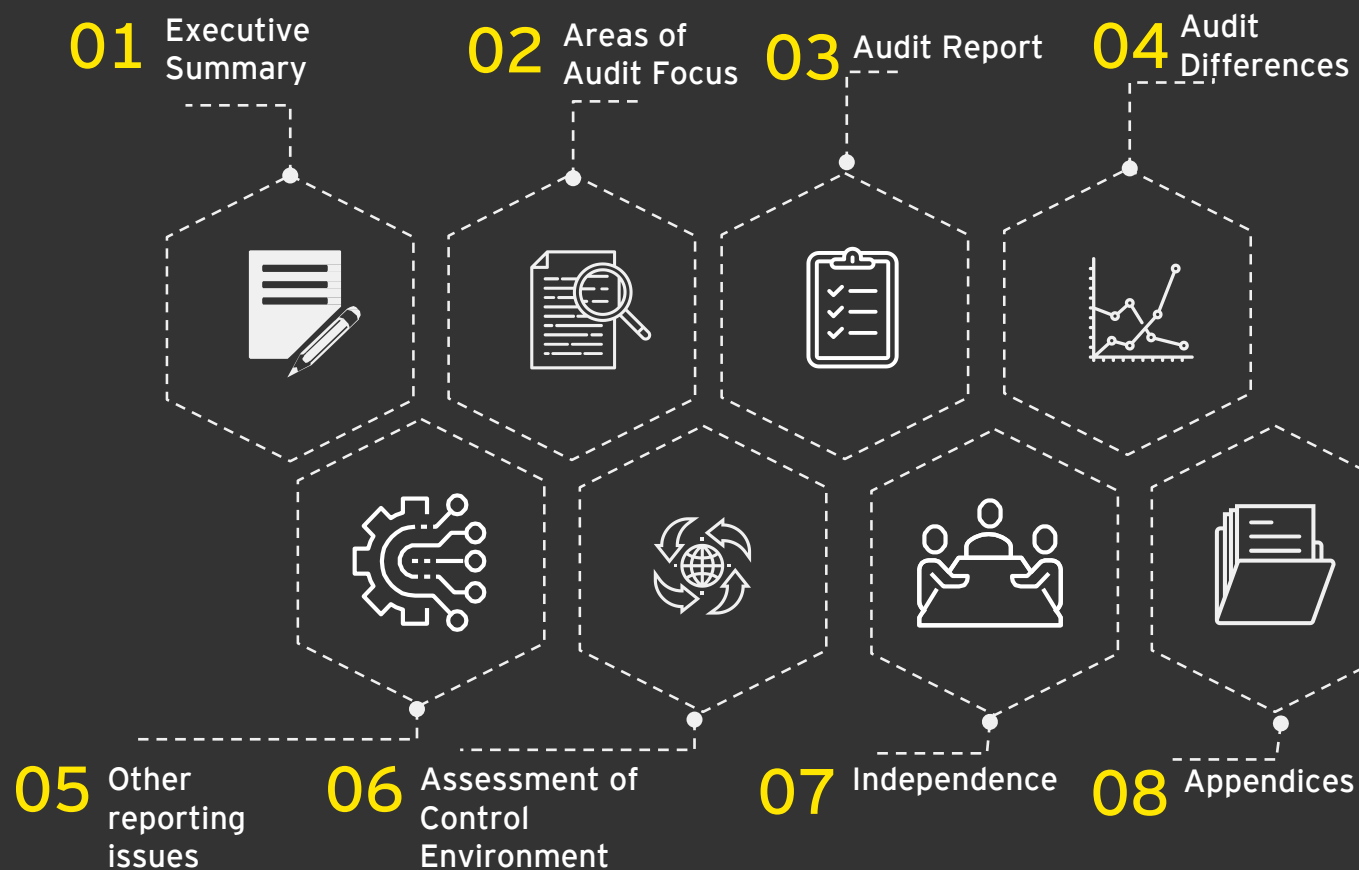 01
Executive
Summary
02
Areas of
Audit Focus
03
Audit Report
04
Audit
Differences
05
Other
reporting
issues
06
Assessment of
Control
Environment
07
Independence
08
Appendices